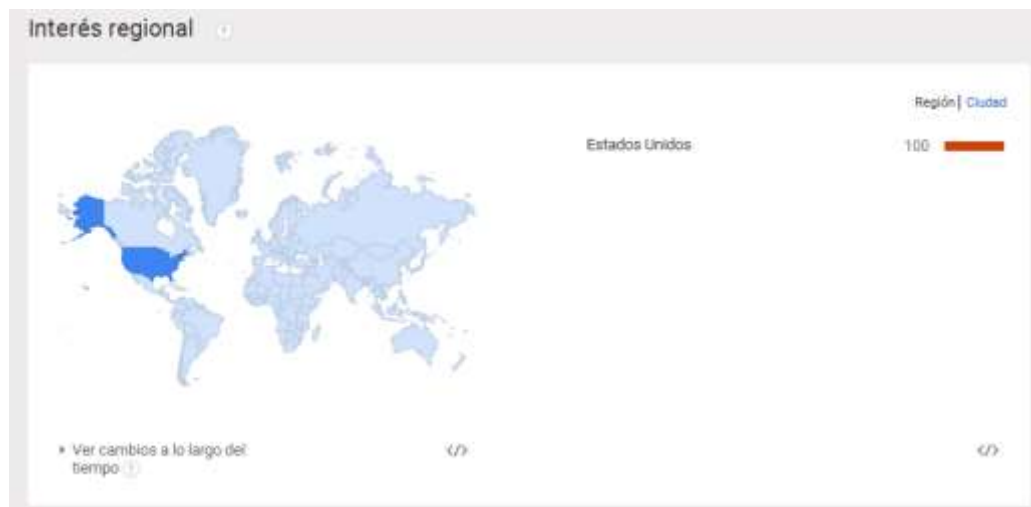 Interés regional
Región | Ciudad
Estados Unidos 100
Ver cambios a lo largo del
tiempo ?
</>
</>